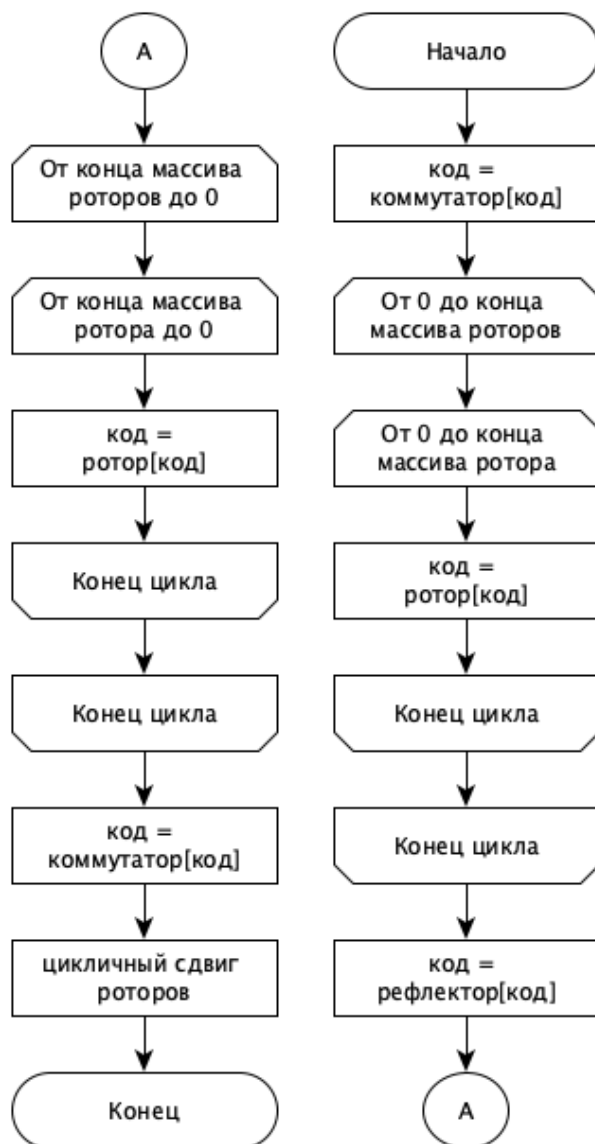 А
От конца массива
роторов до 0
От конца массива
ротора до 0
код =
ротор[код]
Конец цикла
Конец цикла
код =
коммутатор[код]
цикличный сдвиг
роторов
Конец
Начало
код =
коммутатор[код]
От 0 до конца
массива роторов
От 0 до конца
массива ротора
код =
ротор[код]
Конец цикла
Конец цикла
код =
рефлектор[код]
А